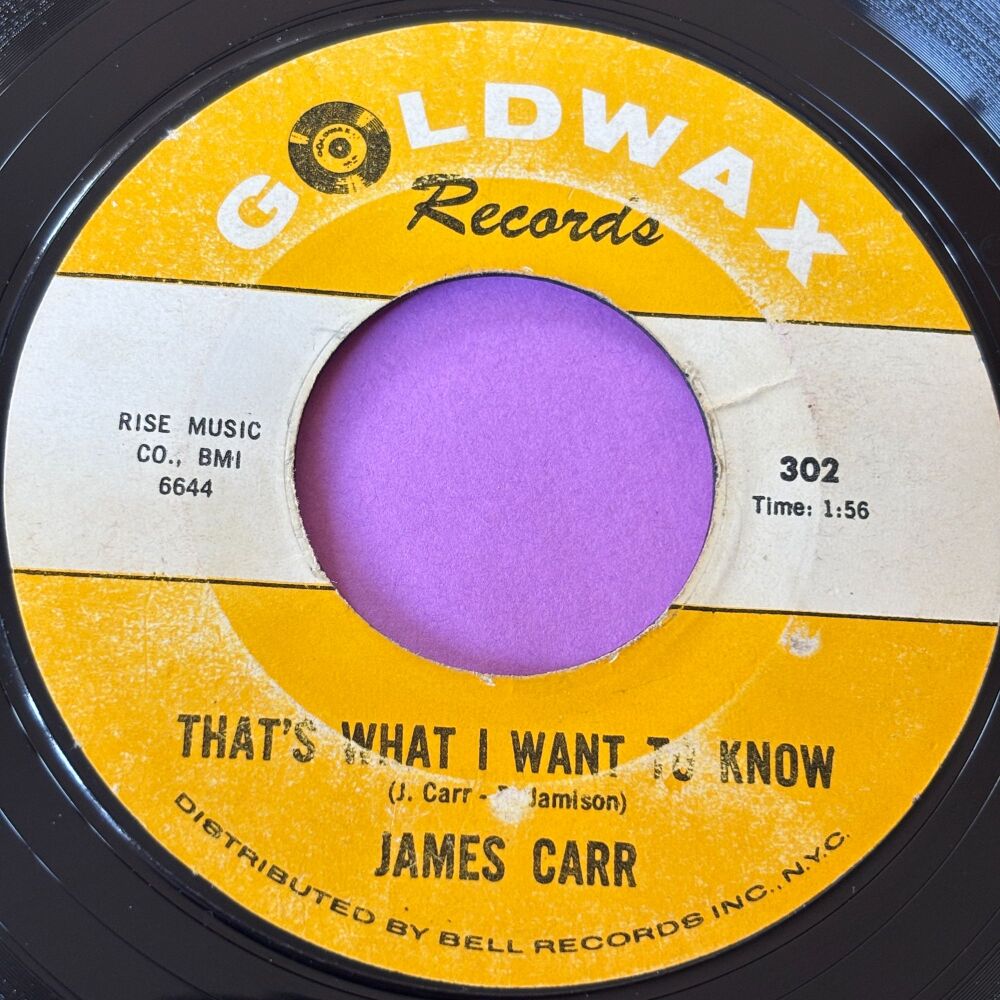 GOLDWAX
Records
RISE MUSIC
CO., BMI
6644
302
Time: 1:56
THAT'S WHAT I WANT TO KNOW
(J. Carr - Jamison)
JAMES CARR
DISTRIBUTED BY BELL RECORDS INC., N.Y.C.